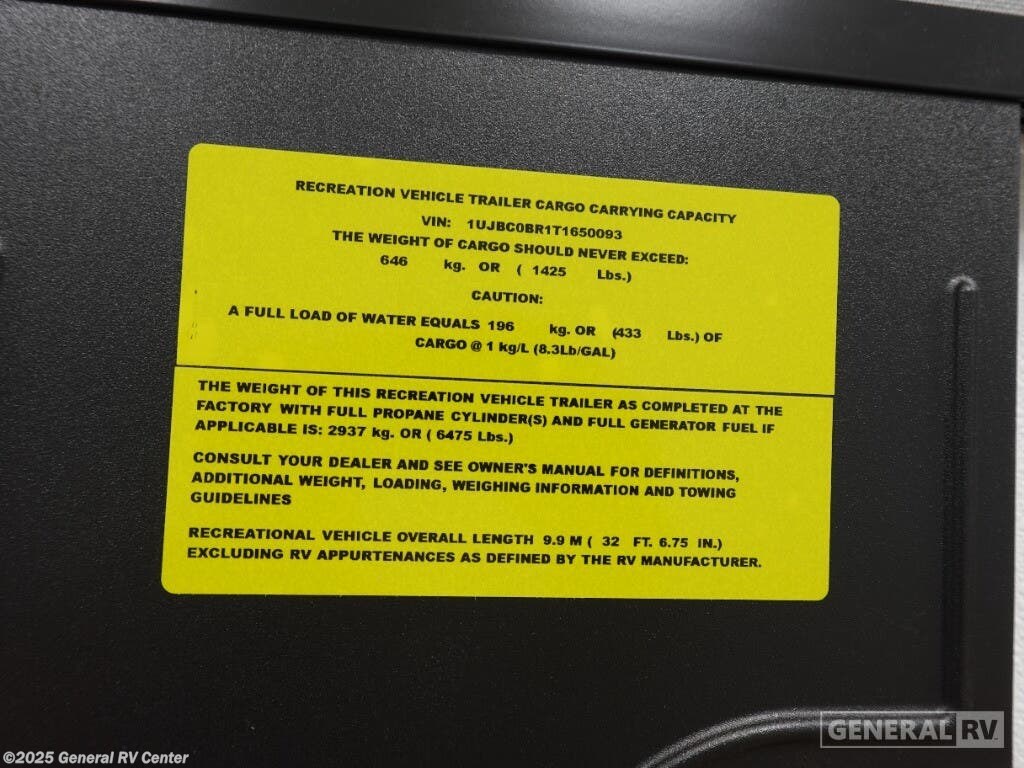 RECREATION VEHICLE TRAILER CARGO CARRYING CAPACITY
VIN: 1UJBC0BR1T1650093
THE WEIGHT OF CARGO SHOULD NEVER EXCEED:
646 kg. OR ( 1425 Lbs.)
CAUTION:
A FULL LOAD OF WATER EQUALS 196 kg. OR (433 Lbs.) OF
CARGO @ 1 kg/L (8.3Lb/GAL)
THE WEIGHT OF THIS RECREATION VEHICLE TRAILER AS COMPLETED AT THE
FACTORY WITH FULL PROPANE CYLINDER(S) AND FULL GENERATOR FUEL IF
APPLICABLE IS: 2937 kg. OR ( 6475 Lbs.)
CONSULT YOUR DEALER AND SEE OWNER'S MANUAL FOR DEFINITIONS,
ADDITIONAL WEIGHT, LOADING, WEIGHING INFORMATION AND TOWING
GUIDELINES
RECREATIONAL VEHICLE OVERALL LENGTH 9.9 M ( 32 FT. 6.75 IN.)
EXCLUDING RV APPURTENANCES AS DEFINED BY THE RV MANUFACTURER.
GENERAL RV
©2025 General RV Center